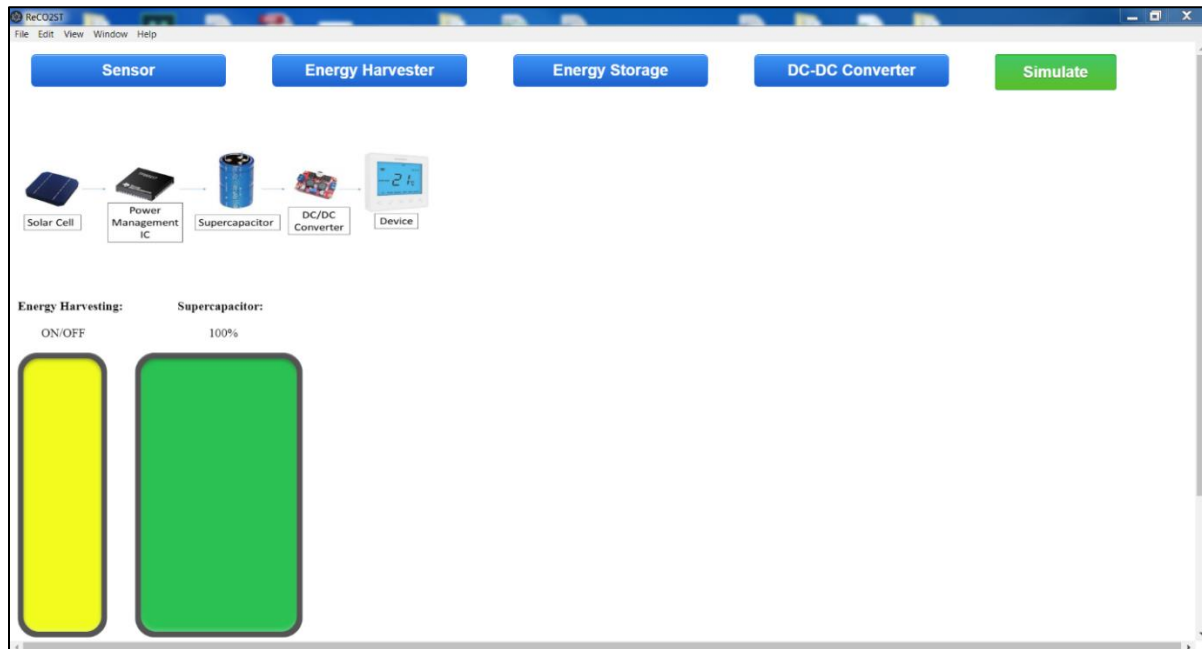 ReCO2ST
File Edit View Window Help
Sensor
Energy Harvester
Energy Storage
DC-DC Converter
Simulate
21
Solar Cell
Power
Management
IC
Supercapacitor
DC/DC
Converter
Device
Energy Harvesting:
Supercapacitor:
ON/OFF
100%